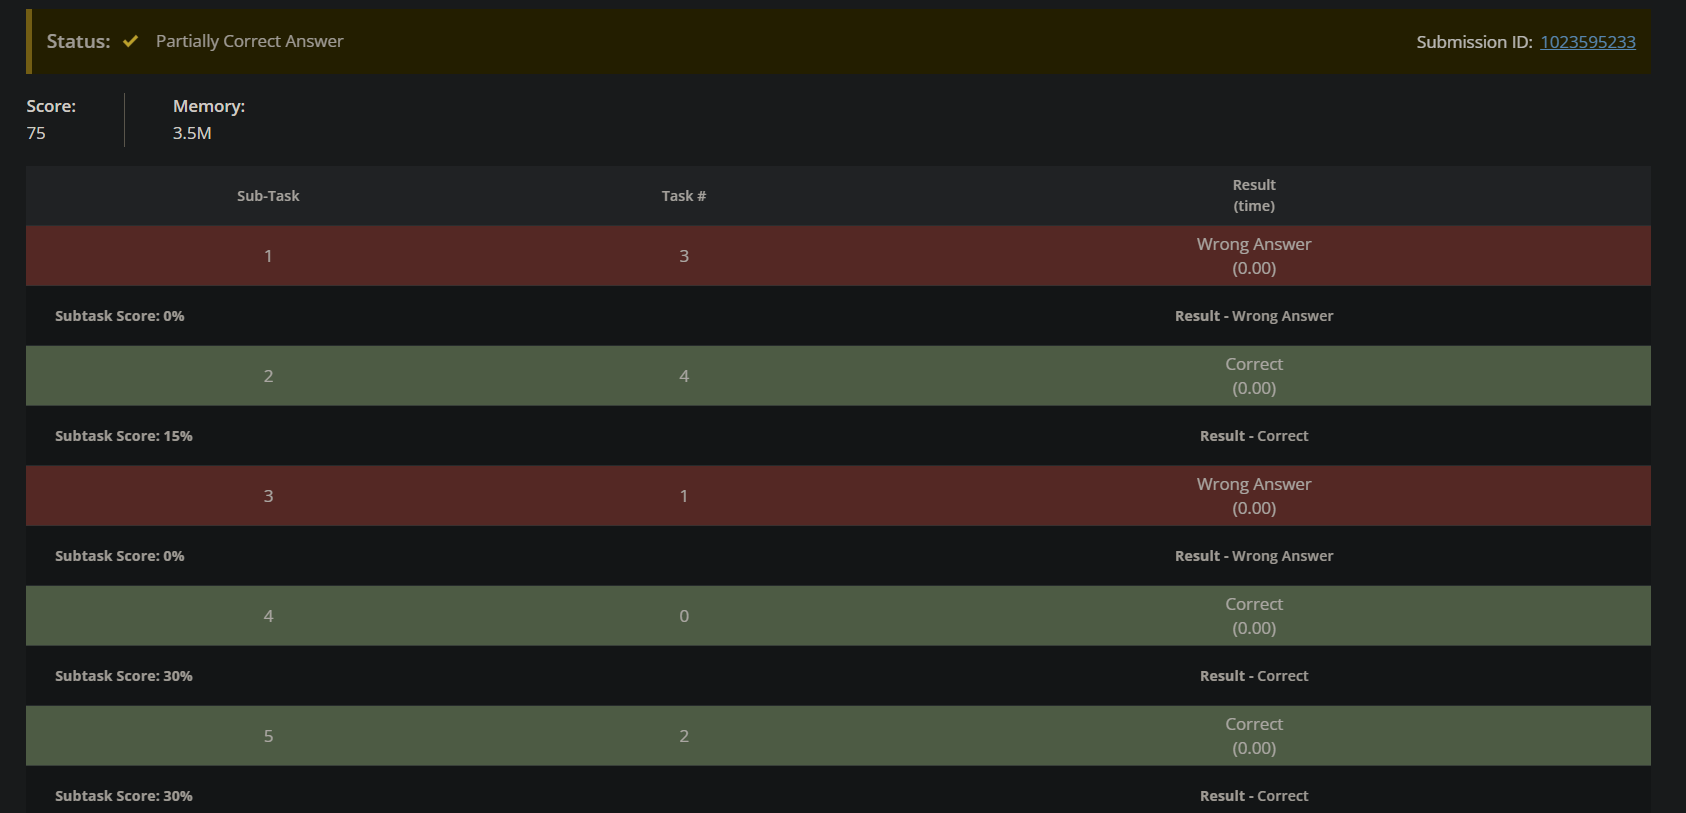 Status: Partially Correct Answer Submission ID: 1023595233
Score: Memory:
75 3.5M
Sub-Task Task # Result
(time)
1 3 Wrong Answer
(0.00)
Subtask Score: 0% Result - Wrong Answer
2 4 Correct
(0.00)
Subtask Score: 15% Result - Correct
3 1 Wrong Answer
(0.00)
Subtask Score: 0% Result - Wrong Answer
4 0 Correct
(0.00)
Subtask Score: 30% Result - Correct
5 2 Correct
(0.00)
Subtask Score: 30% Result - Correct